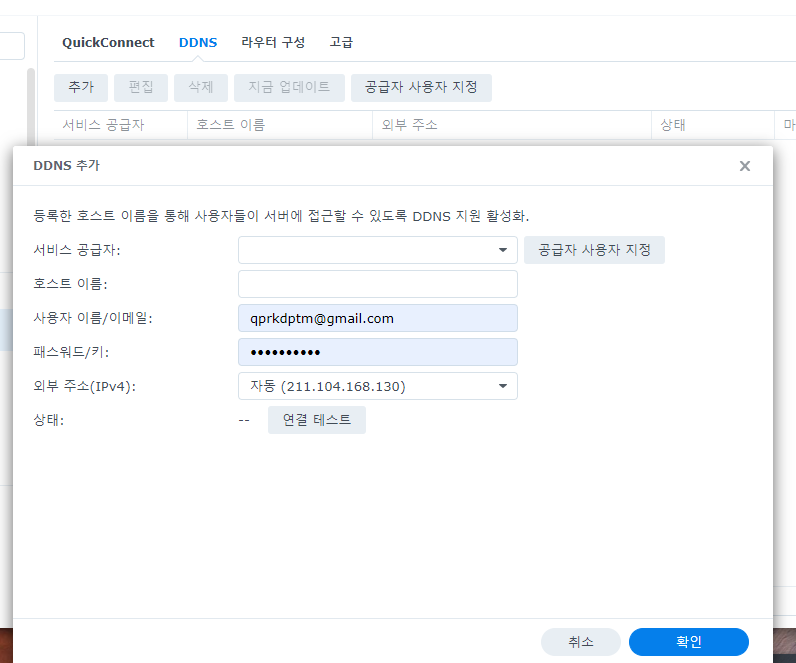 QuickConnect DDNS 라우터 구성 고급
추가 편집 삭제 지금 업데이트 공급자 사용자 지정
서비스 공급자 호스트 이름 외부 주소 상태 마
DDNS 추가
등록한 호스트 이름을 통해 사용자들이 서버에 접근할 수 있도록 DDNS 지원 활성화.
서비스 공급자: 공급자 사용자 지정
호스트 이름:
사용자 이름/이메일: qprkdptm@gmail.com
패스워드/키: ••••••••••
외부 주소(IPv4): 자동 (211.104.168.130)
상태: -- 연결 테스트
취소 확인